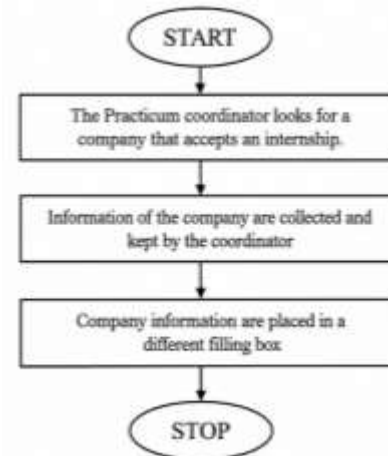 START
The Practicum coordinator looks for a
company that accepts an internship.
Information of the company are collected and
kept by the coordinator
Company information are placed in a
different filling box
STOP